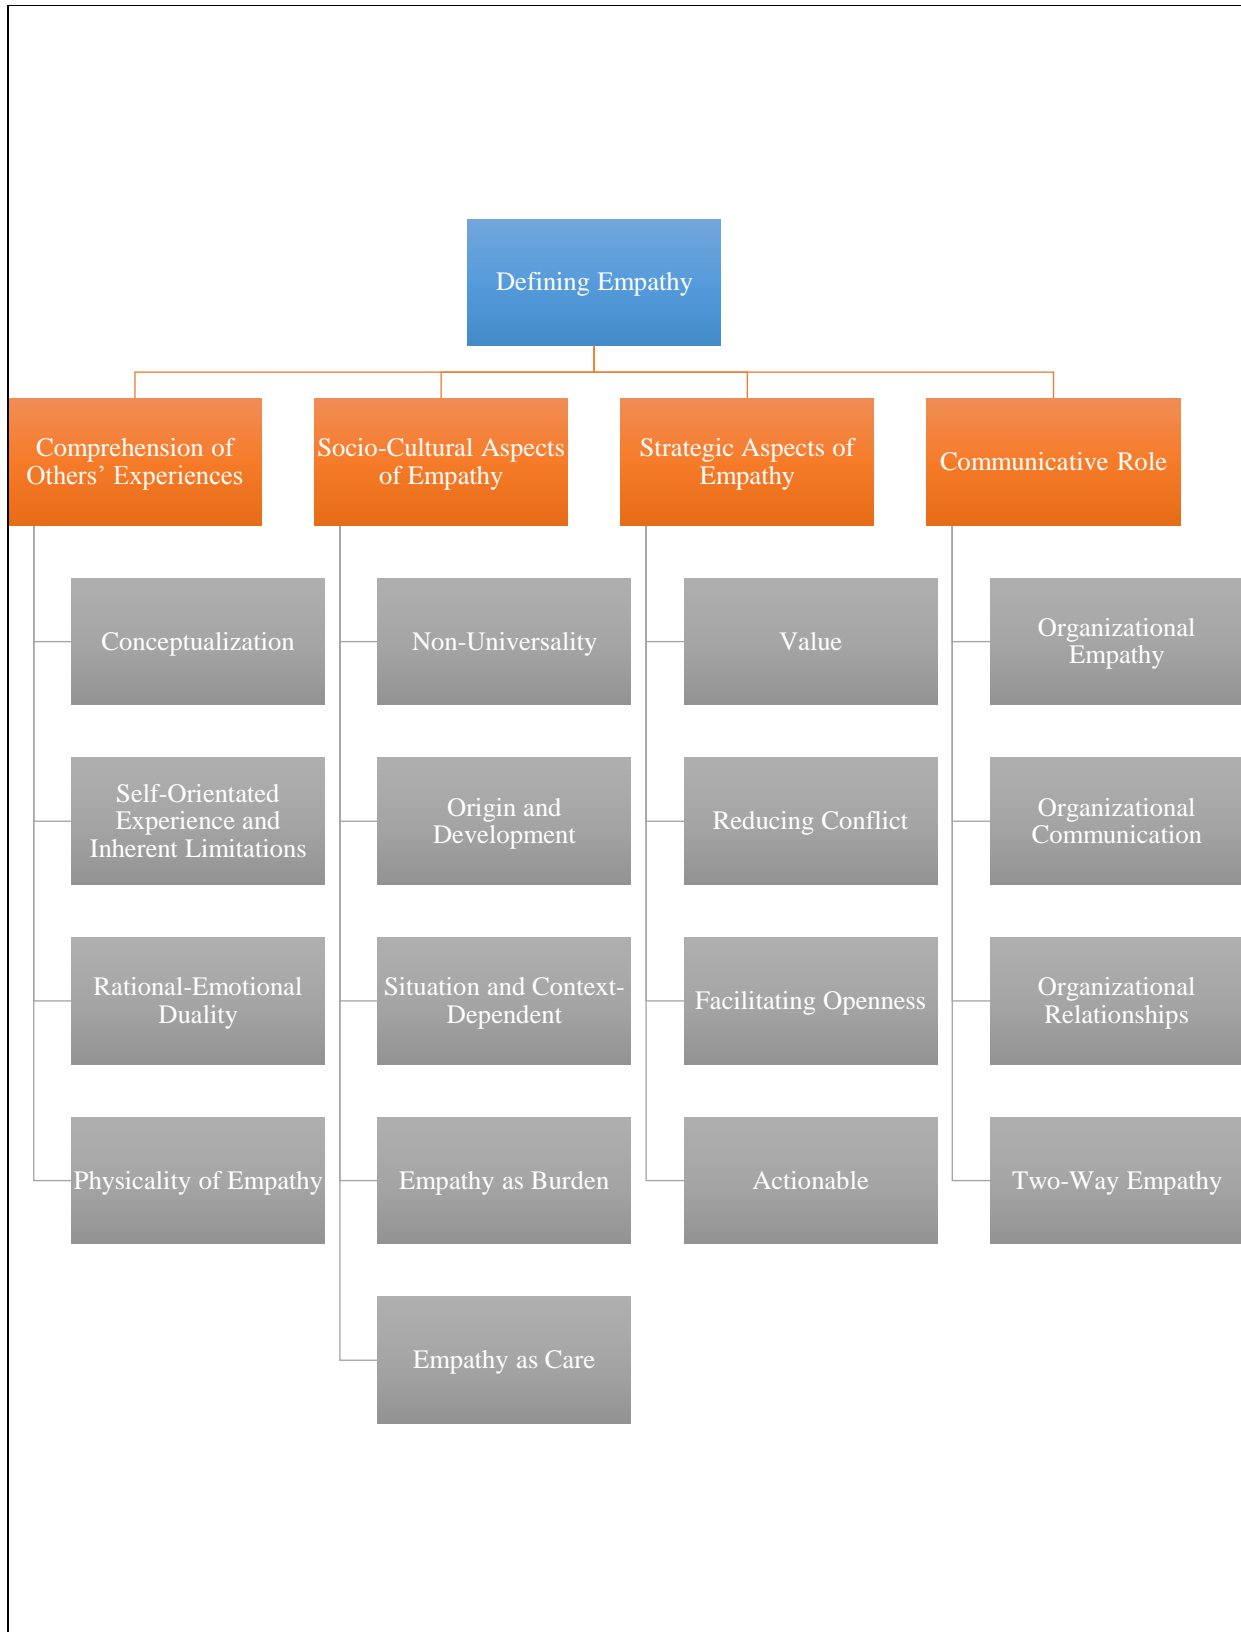 Defining Empathy
Comprehension of
Others’ Experiences
Socio-Cultural Aspects
of Empathy
Strategic Aspects of
Empathy
Communicative Role
Conceptualization
Self-Orientated
Experience and
Inherent Limitations
Rational-Emotional
Duality
Physicality of Empathy
Non-Universality
Origin and
Development
Situation and Context-
Dependent
Empathy as Burden
Empathy as Care
Value
Reducing Conflict
Facilitating Openness
Actionable
Organizational
Empathy
Organizational
Communication
Organizational
Relationships
Two-Way Empathy